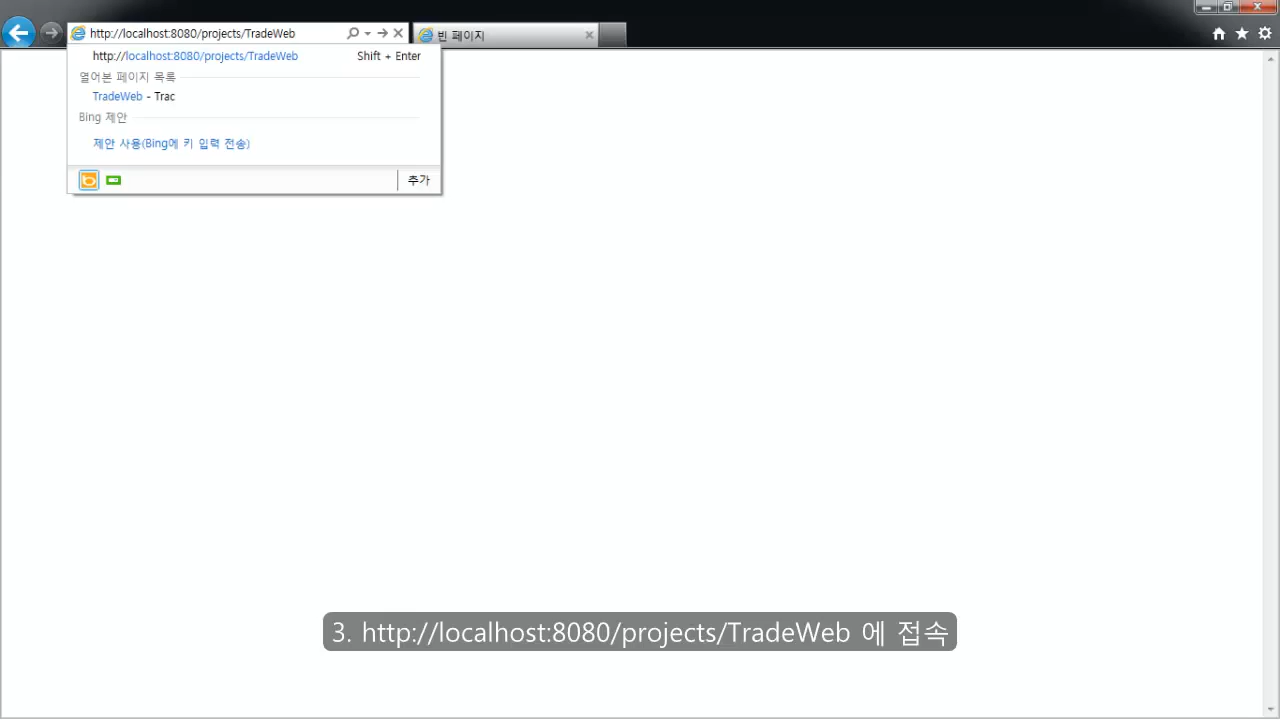 http://localhost:8080/projects/TradeWeb
빈 페이지
http://localhost:8080/projects/TradeWeb Shift + Enter
열어본 페이지 목록
TradeWeb - Trac
Bing 제안
제안 사용(Bing에 키 입력 전송)
추가
3. http://localhost:8080/projects/TradeWeb 에 접속